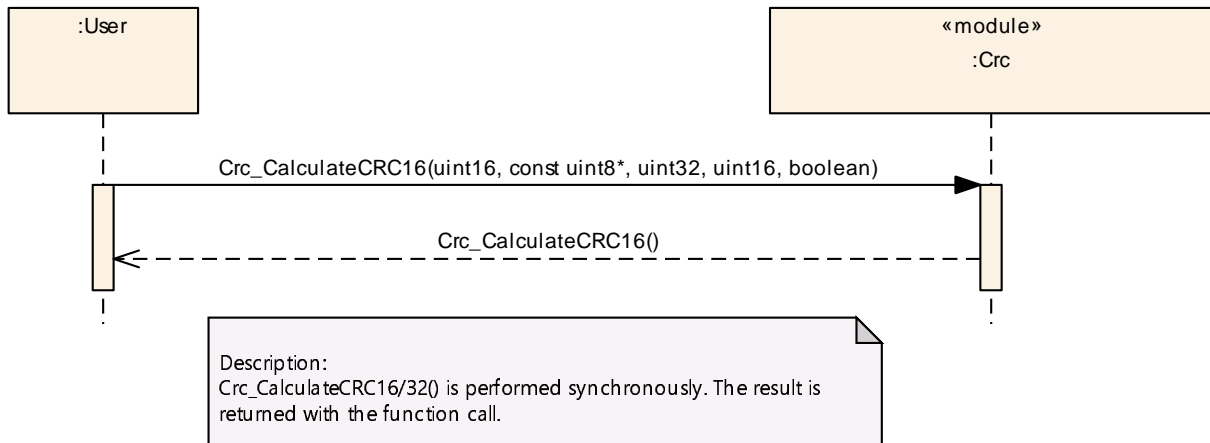 :User
«module»
:Crc
Crc_CalculateCRC16(uint16, const uint8*, uint32, uint16, boolean)
Crc_CalculateCRC16()
Description:
Crc_CalculateCRC16/32() is performed synchronously. The result is
returned with the function call.